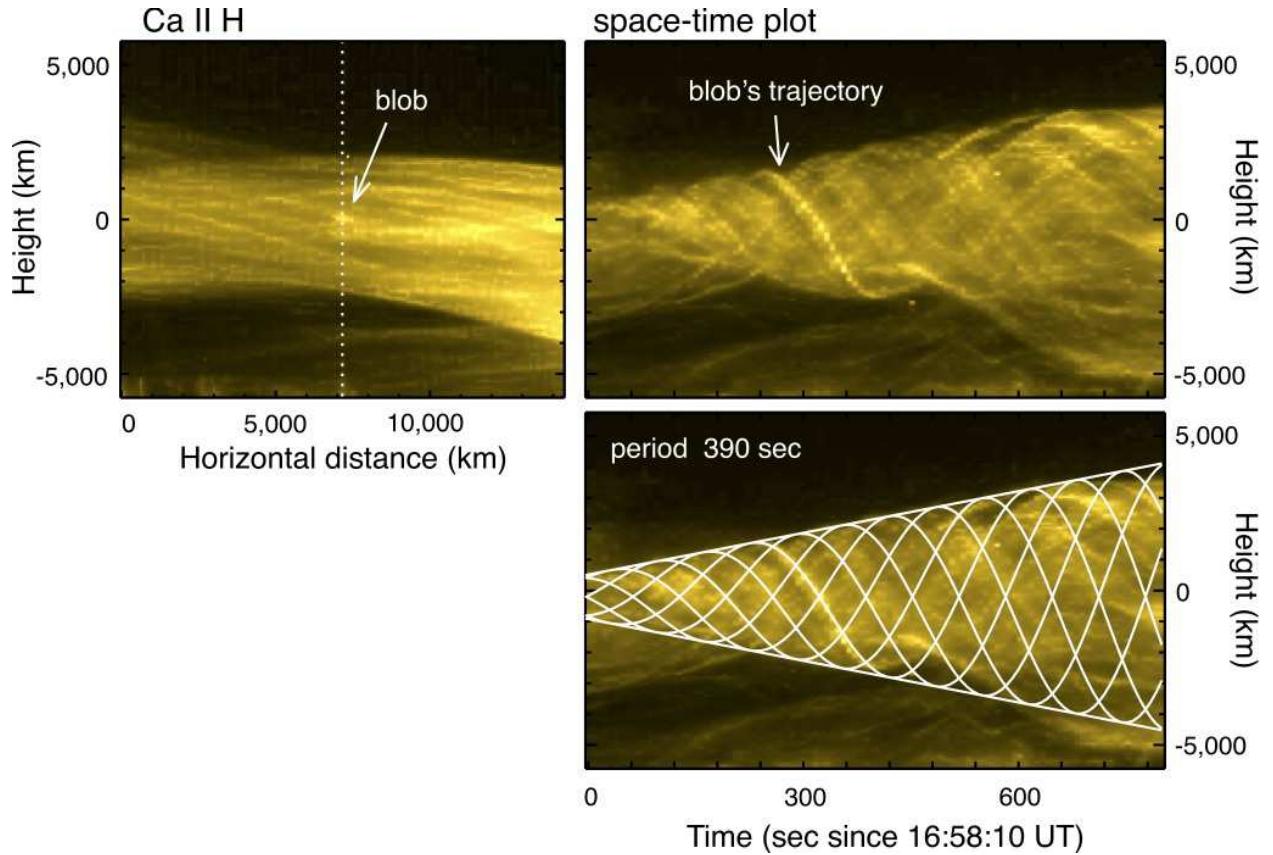 Ca II H
space-time plot
5,000
0
-5,000
Height (km)
blob
0
5,000
10,000
Horizontal distance (km)
blob's trajectory
5,000
0
-5,000
Height (km)
period 390 sec
5,000
0
-5,000
Height (km)
0
300
600
Time (sec since 16:58:10 UT)